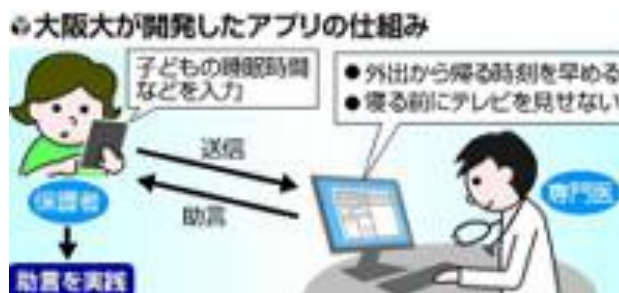 大阪大が開発したアプリの仕組み
子どもの睡眠時間
などを入力
●外出から帰る時刻を早める
●寝る前にテレビを見せない
送信
助言
保護者
専門医
助言を実践